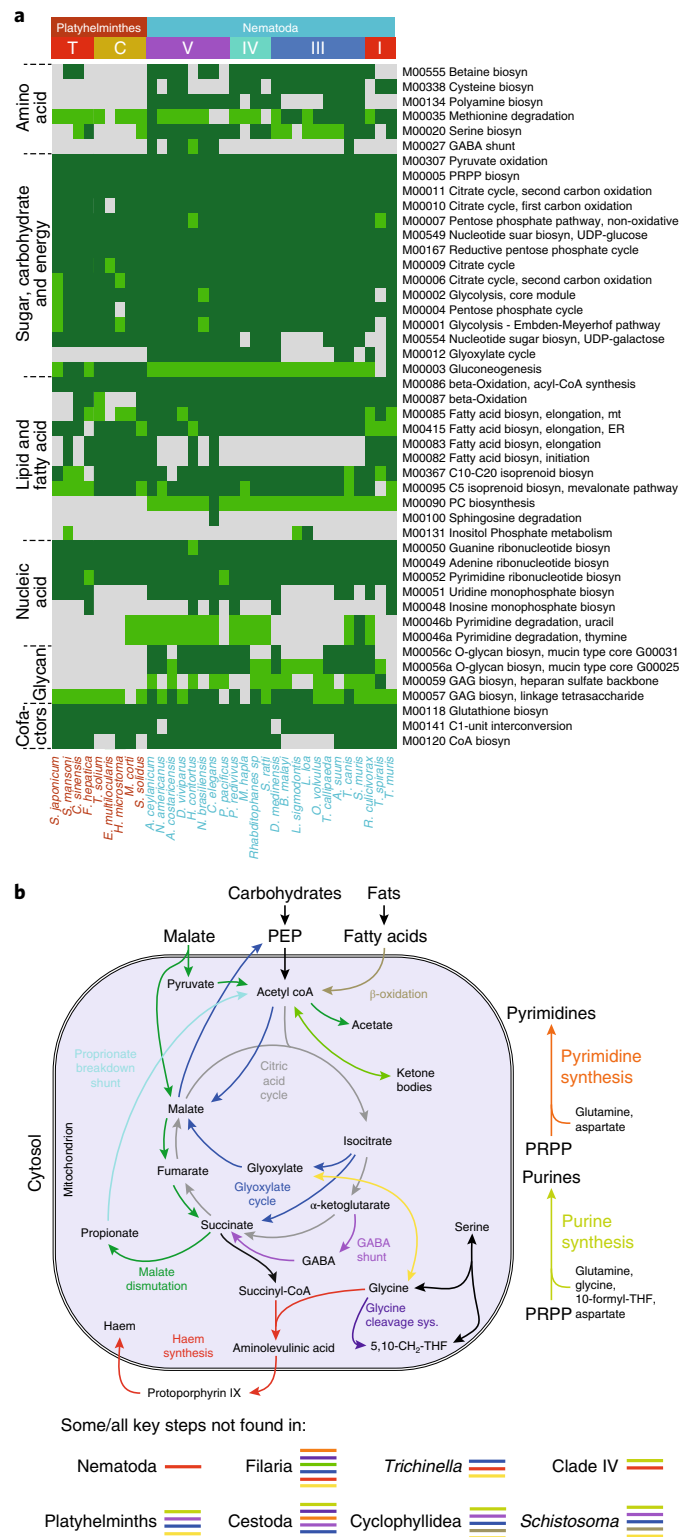 a
Platyhelminthes
Nematoda
T
C
V
IV
III
I
Amino acid
M00555 Betaine biosyn
M00338 Cysteine biosyn
M00134 Polyamine biosyn
M00035 Methionine degradation
M00020 Serine biosyn
M00027 GABA shunt
Sugar, carbohydrate and energy
M00307 Pyruvate oxidation
M00005 PRPP biosyn
M00011 Citrate cycle, second carbon oxidation
M00010 Citrate cycle, first carbon oxidation
M00007 Pentose phosphate pathway, non-oxidative
M00549 Nucleotide suar biosyn, UDP-glucose
M00167 Reductive pentose phosphate cycle
M00009 Citrate cycle
M00006 Citrate cycle, second carbon oxidation
M00002 Glycolysis, core module
M00004 Pentose phosphate cycle
M00001 Glycolysis - Embden-Meyerhof pathway
M00554 Nucleotide sugar biosyn, UDP-galactose
M00012 Glyoxylate cycle
M00003 Gluconeogenesis
Lipid and fatty acid
M00086 beta-Oxidation, acyl-CoA synthesis
M00087 beta-Oxidation
M00085 Fatty acid biosyn, elongation, mt
M00415 Fatty acid biosyn, elongation, ER
M00083 Fatty acid biosyn, elongation
M00082 Fatty acid biosyn, initiation
M00367 C10-C20 isoprenoid biosyn
M00095 C5 isoprenoid biosyn, mevalonate pathway
M00090 PC biosynthesis
M00100 Sphingosine degradation
M00131 Inositol Phosphate metabolism
Nucleic acid
M00050 Guanine ribonucleotide biosyn
M00049 Adenine ribonucleotide biosyn
M00052 Pyrimidine ribonucleotide biosyn
M00051 Uridine monophosphate biosyn
M00048 Inosine monophosphate biosyn
M00046b Pyrimidine degradation, uracil
M00046a Pyrimidine degradation, thymine
Glycan
M00056c O-glycan biosyn, mucin type core G00031
M00056a O-glycan biosyn, mucin type core G00025
M00059 GAG biosyn, heparan sulfate backbone
M00057 GAG biosyn, linkage tetrasaccharide
Cofa-ctors
M00118 Glutathione biosyn
M00141 C1-unit interconversion
M00120 CoA biosyn
S. japonicum
S. mansoni
C. sinensis
F. hepatica
T. solium
E. multilocularis
H. microstoma
M. corti
S. solidus
A. ceylanicum
N. americanus
A. costaricensis
D. viviparus
H. contortus
N. brasiliensis
C. elegans
P. pacificus
P. redivivus
M. hapla
Rhabditophanes sp
S. ratti
D. medinensis
B. malayi
L. sigmodontis
L. loa
O. volvulus
T. callipaeda
A. suum
T. canis
S. muris
R. culicivorax
T. spiralis
T. muris
b
Carbohydrates
Fats
Malate
PEP
Fatty acids
Pyruvate
Acetyl coA
β-oxidation
Acetate
Proprionate breakdown shunt
Citric acid cycle
Ketone bodies
Malate
Isocitrate
Cytosol
Mitochondrion
Fumarate
Glyoxylate
Glyoxylate cycle
α-ketoglutarate
Propionate
Succinate
GABA
GABA shunt
Serine
Malate dismutation
Succinyl-CoA
Glycine
Glycine cleavage sys.
Haem
Haem synthesis
Aminolevulinic acid
5,10-CH₂-THF
Protoporphyrin IX
Pyrimidines
Pyrimidine synthesis
Glutamine, aspartate
PRPP
Purines
Purine synthesis
Glutamine, glycine, 10-formyl-THF, aspartate
PRPP
Some/all key steps not found in:
Nematoda
Filaria
Trichinella
Clade IV
Platyhelminths
Cestoda
Cyclophyllidea
Schistosoma